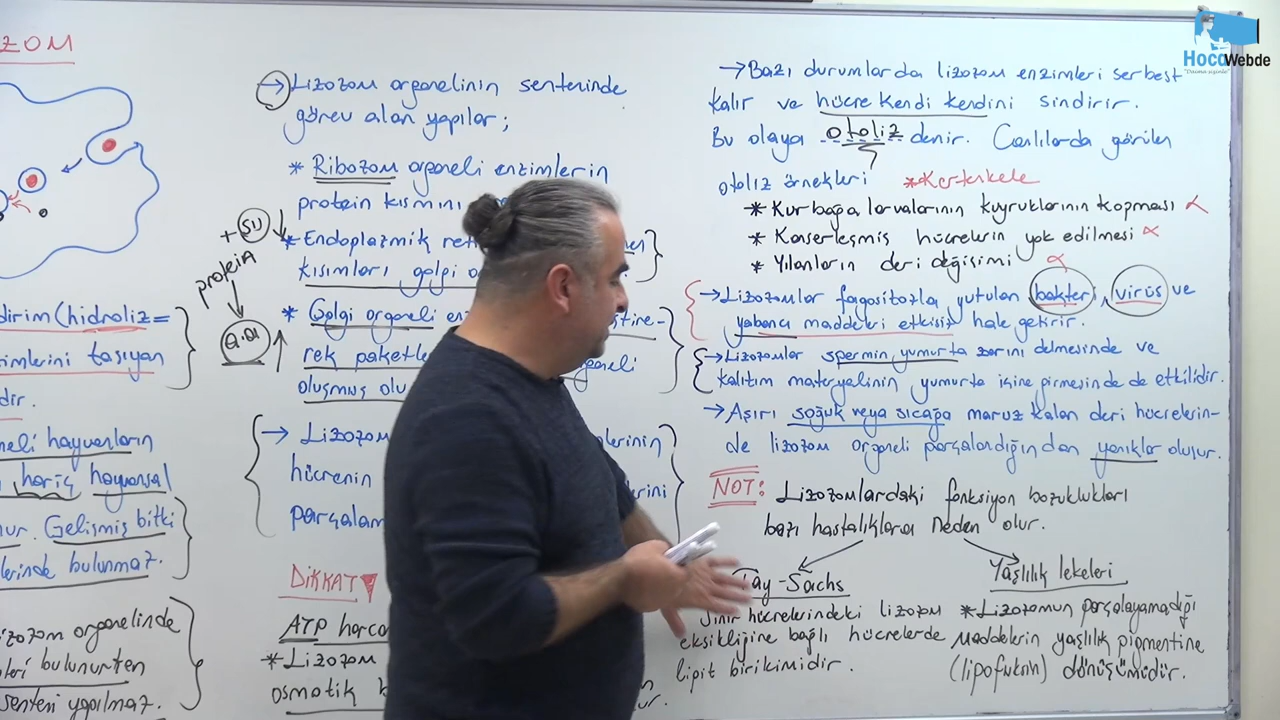 ZOM
dirim (hidroliz =
zimlerini taşıyan
dir.
neli hayvanların
hariç hayvansal
nur. Gelişmiş bitki
lerinde bulunmaz.
izozom organelinde
leri bulunurken
sentezi yapılmaz.
→ Lizozom organelinin sentezinde
görev alan yapılar;
* Ribozom organeli enzimlerin
protein kısmını
* Endoplazmik
kısımları golgi
* Golgi organeli
rek paketle
oluşmuş olu
+ SU
protein
a.a
→ Lizozom
hücrenin
parçalam
DİKKAT
ATP harca
* Lizozom
osmotik
→ Bazı durumlarda lizozom enzimleri serbest
kalır ve hücre kendi kendini sindirir.
Bu olaya otoliz denir. Canlılarda görülen
otoliz örnekleri * Kertenkele
* Kurbağa larvalarının kuyruklarının kopması
* Kanserleşmiş hücrelerin yok edilmesi
* Yılanların deri değişimi
→ Lizozomlar fagositozla yutulan bakteri, virüs ve
yabancı maddeleri etkisiz hale getirir.
→ Lizozomlar spermin, yumurta zarını delmesinde ve
kalıtım materyalinin yumurta içine girmesinde de etkilidir.
→ Aşırı soğuk veya sıcağa maruz kalan deri hücrelerin-
de lizozom organeli parçalandığından yanıklar oluşur.
NOT: Lizozomlardaki fonksiyon bozuklukları
bazı hastalıklara neden olur.
Tay-Sachs
Sinir hücrelerindeki lizozom
eksikliğine bağlı hücrelerde
lipit birikimidir.
Yaşlılık lekeleri
* Lizozomun parçalayamadığı
maddelerin yaşlılık pigmentine
(lipofuksin) dönüşümüdür.
HocaWebde